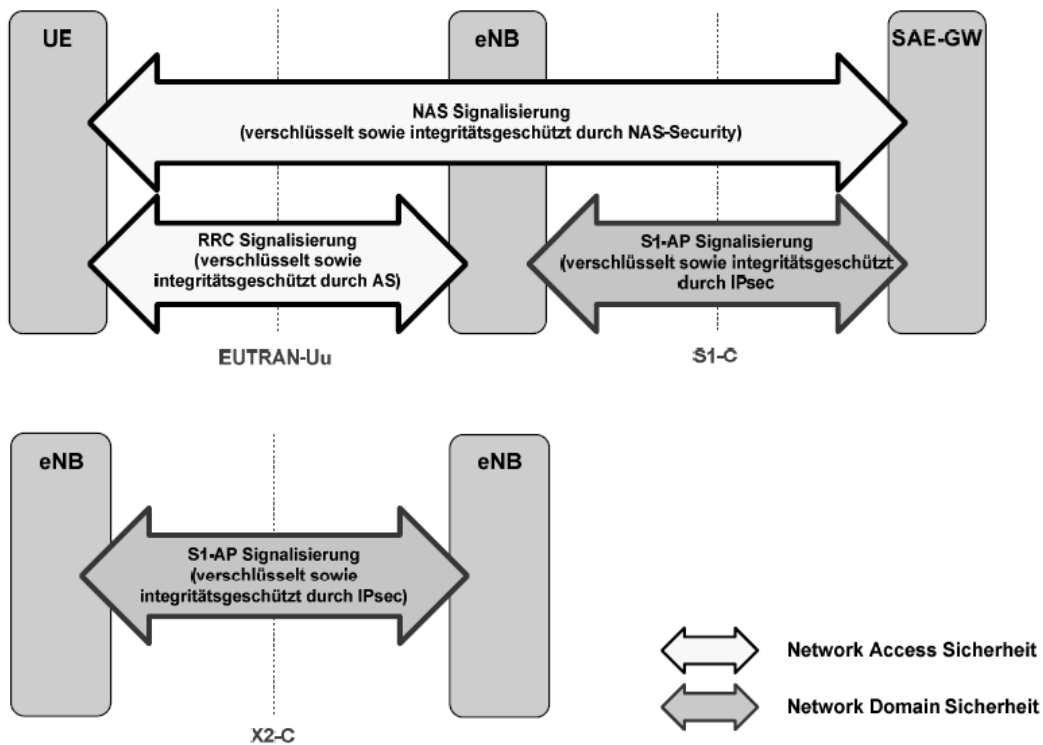 UE
eNB
SAE-GW
NAS Signalisierung
(verschlüsselt sowie integritätsgeschützt durch NAS-Security)
RRC Signalisierung
(verschlüsselt sowie
integritätsgeschützt durch AS)
S1-AP Signalisierung
(verschlüsselt sowie integritätsgeschützt
durch IPsec
EUTRAN-Uu
S1-C
eNB
eNB
S1-AP Signalisierung
(verschlüsselt sowie
integritätsgeschützt durch IPsec)
X2-C
Network Access Sicherheit
Network Domain Sicherheit